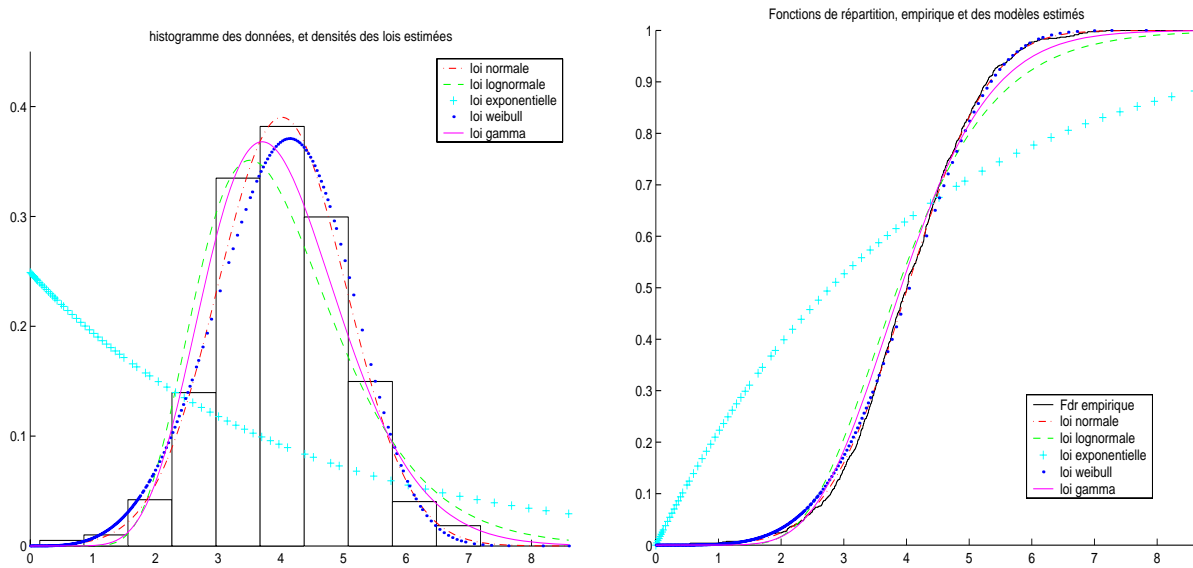 histogramme des données, et densités des lois estimées
loi normale
loi lognormale
loi exponentielle
loi weibull
loi gamma
0.4
0.3
0.2
0.1
0
0 1 2 3 4 5 6 7 8
Fonctions de répartition, empirique et des modèles estimés
1
0.9
0.8
0.7
0.6
0.5
0.4
0.3
0.2
0.1
0
Fdr empirique
loi normale
loi lognormale
loi exponentielle
loi weibull
loi gamma
0 1 2 3 4 5 6 7 8